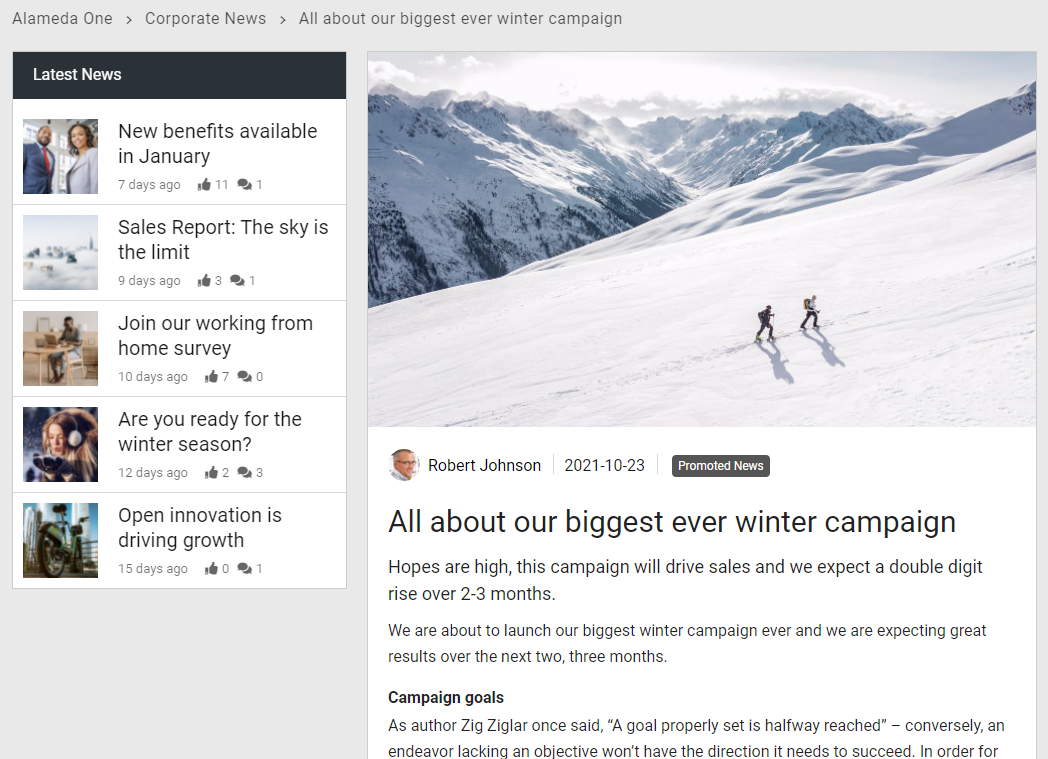 Alameda One > Corporate News > All about our biggest ever winter campaign
Latest News
New benefits available
in January
7 days ago 11 1
Sales Report: The sky is
the limit
9 days ago 3 1
Join our working from
home survey
10 days ago 7 0
Are you ready for the
winter season?
12 days ago 2 3
Open innovation is
driving growth
15 days ago 0 1
Robert Johnson 2021-10-23 Promoted News
All about our biggest ever winter campaign
Hopes are high, this campaign will drive sales and we expect a double digit
rise over 2-3 months.
We are about to launch our biggest winter campaign ever and we are expecting great
results over the next two, three months.
Campaign goals
As author Zig Ziglar once said, “A goal properly set is halfway reached” – conversely, an
endeavor lacking an objective won’t have the direction it needs to succeed. In order for